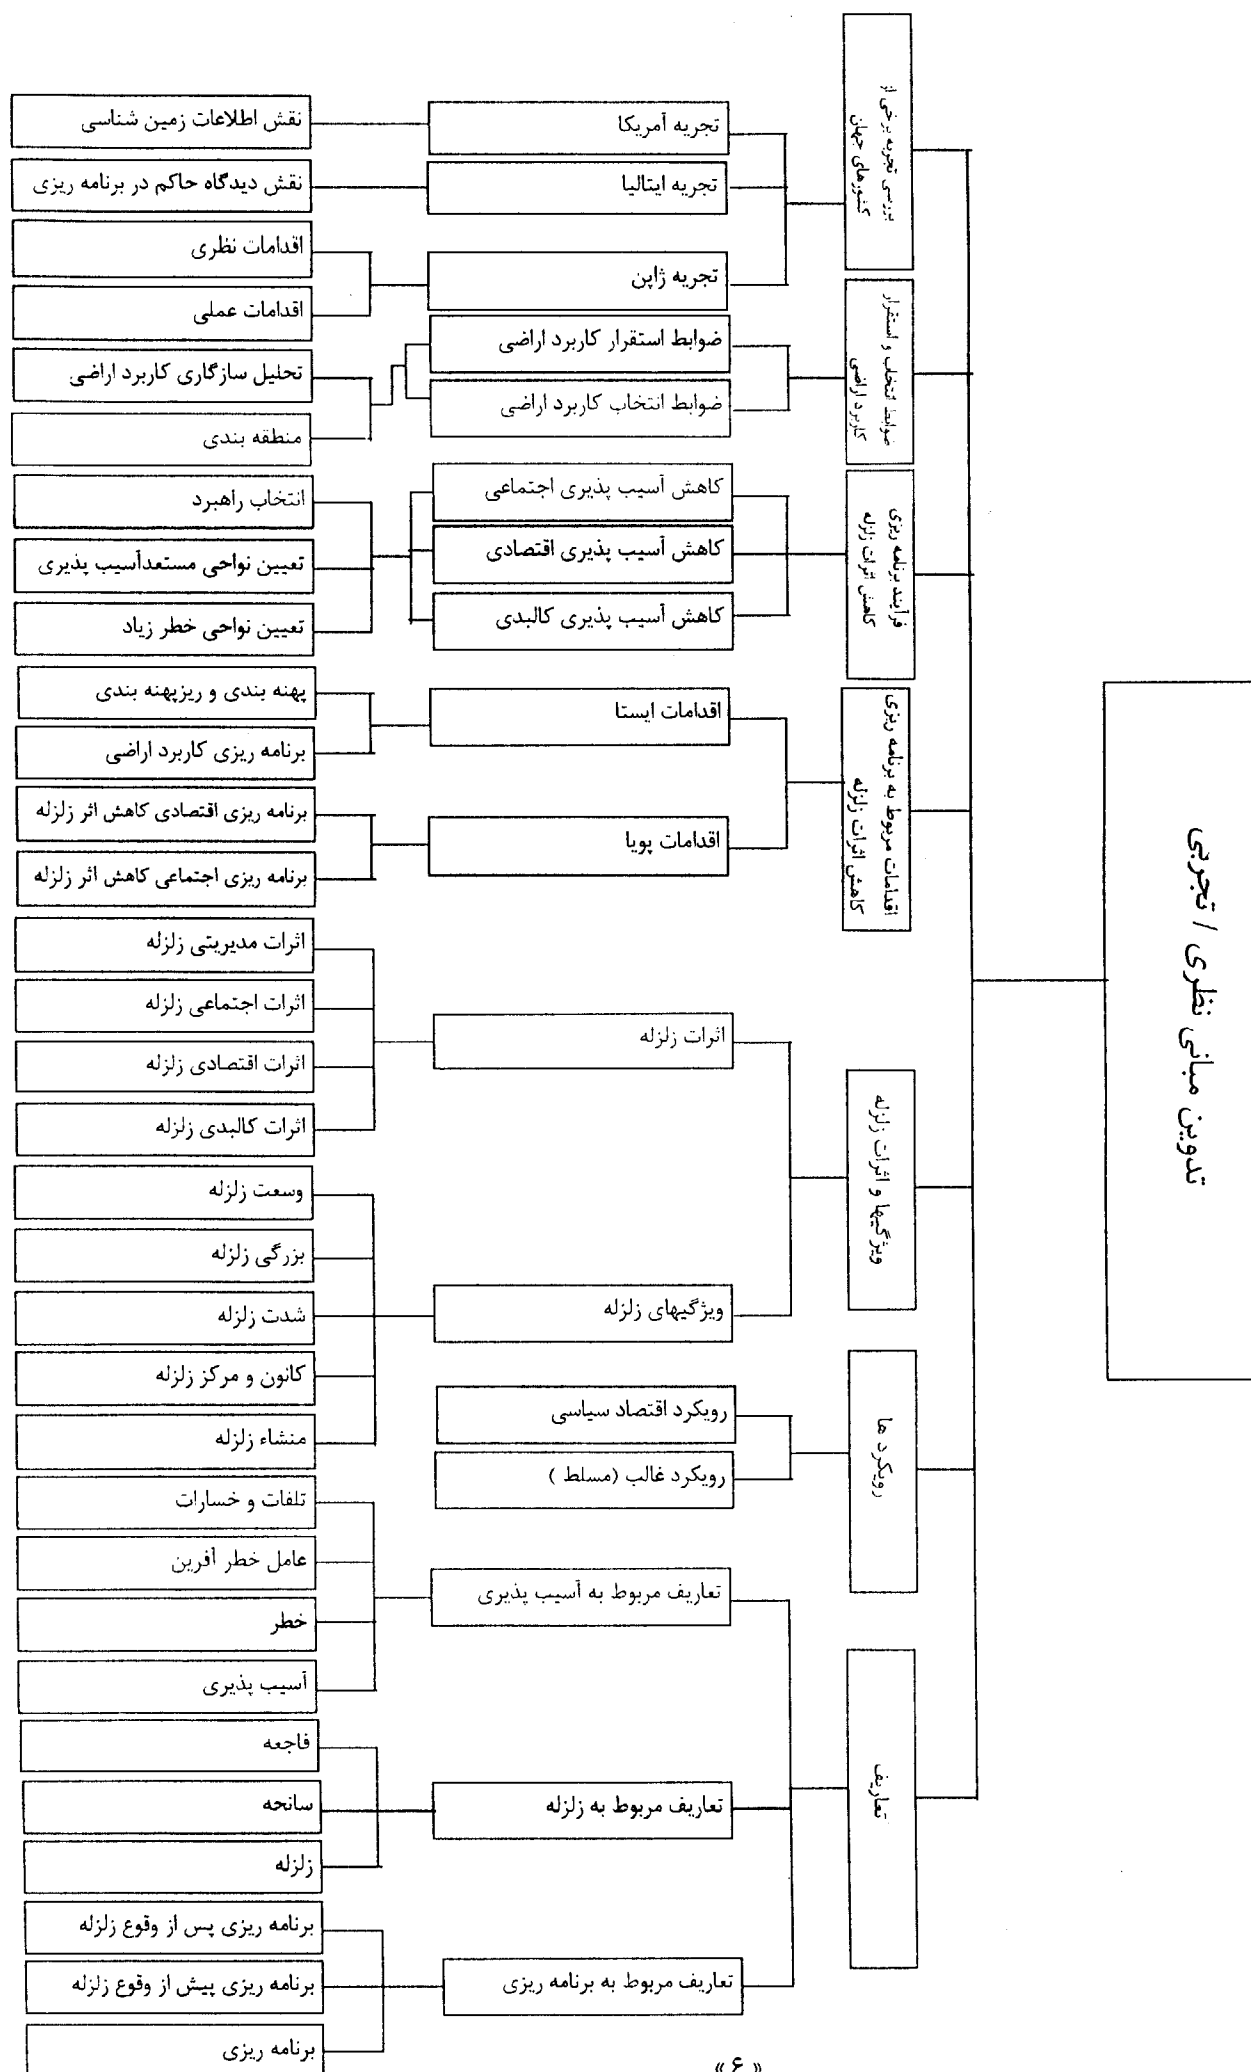 تدوین مبانی نظری / تجربی
بررسی تجربه برخی از
کشورهای جهان
تجربه آمریکا
نقش اطلاعات زمین شناسی
تجربه ایتالیا
نقش دیدگاه حاکم در برنامه ریزی
تجربه ژاپن
اقدامات نظری
اقدامات عملی
ضوابط انتخاب و استقرار
کاربرد اراضی
ضوابط استقرار کاربرد اراضی
ضوابط انتخاب کاربرد اراضی
تحلیل سازگاری کاربرد اراضی
منطقه بندی
فرآیند برنامه ریزی
کاهش اثرات زلزله
کاهش آسیب پذیری اجتماعی
کاهش آسیب پذیری اقتصادی
کاهش آسیب پذیری کالبدی
انتخاب راهبرد
تعیین نواحی مستعدآسیب پذیری
تعیین نواحی خطر زیاد
اقدامات مربوط به برنامه ریزی
کاهش اثرات زلزله
اقدامات ایستا
پهنه بندی و ریزپهنه بندی
برنامه ریزی کاربرد اراضی
اقدامات پویا
برنامه ریزی اقتصادی کاهش اثر زلزله
برنامه ریزی اجتماعی کاهش اثر زلزله
ویژگیها و اثرات زلزله
اثرات زلزله
اثرات مدیریتی زلزله
اثرات اجتماعی زلزله
اثرات اقتصادی زلزله
اثرات کالبدی زلزله
ویژگیهای زلزله
وسعت زلزله
بزرگی زلزله
شدت زلزله
کانون و مرکز زلزله
منشاء زلزله
رویکرد ها
رویکرد اقتصاد سیاسی
رویکرد غالب (مسلط )
تعاریف
تعاریف مربوط به آسیب پذیری
تلفات و خسارات
عامل خطر آفرین
خطر
آسیب پذیری
تعاریف مربوط به زلزله
فاجعه
سانحه
زلزله
تعاریف مربوط به برنامه ریزی
برنامه ریزی پس از وقوع زلزله
برنامه ریزی پیش از وقوع زلزله
برنامه ریزی
« ۶ »